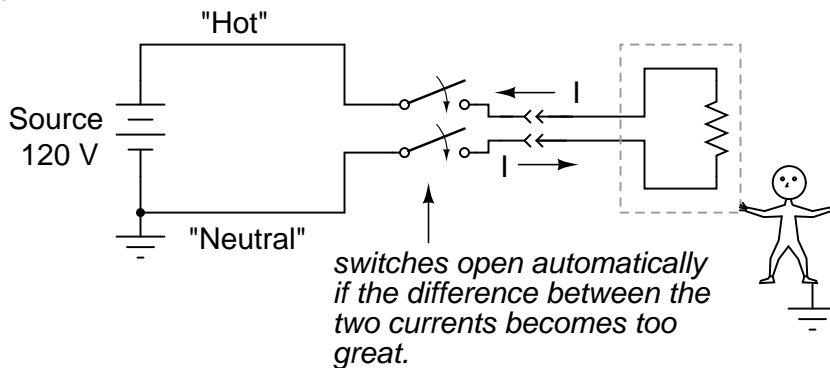 "Hot"
I
Source
120 V
I
"Neutral"
switches open automatically
if the difference between the
two currents becomes too
great.